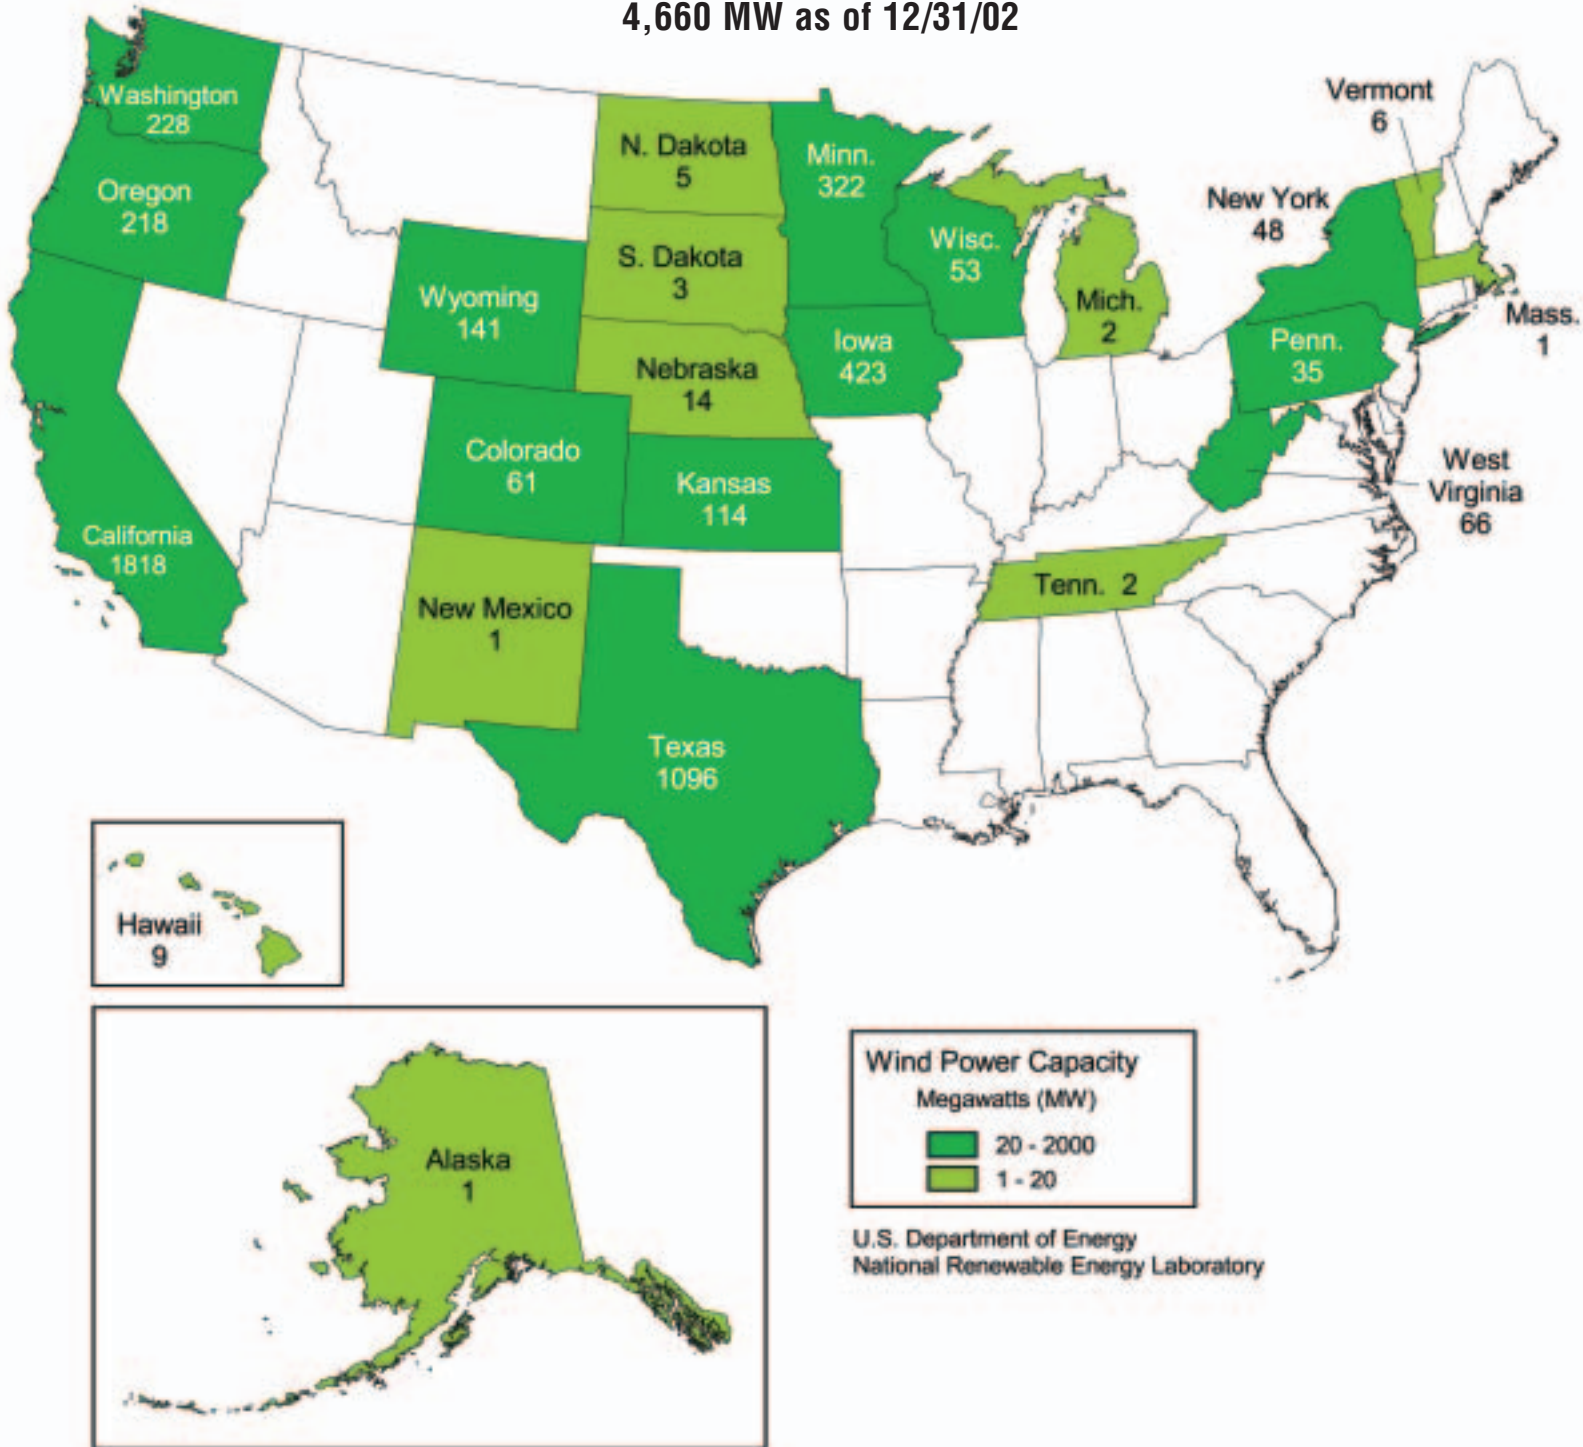 4,660 MW as of 12/31/02
Washington
228
Oregon
218
California
1818
Wyoming
141
Colorado
61
New Mexico
1
N. Dakota
5
S. Dakota
3
Nebraska
14
Kansas
114
Texas
1096
Minn.
322
Iowa
423
Wisc.
53
Mich.
2
Tenn. 2
Vermont
6
New York
48
Mass.
1
Penn.
35
West
Virginia
66
Hawaii
9
Alaska
1
Wind Power Capacity
Megawatts (MW)
20 - 2000
1 - 20
U.S. Department of Energy
National Renewable Energy Laboratory